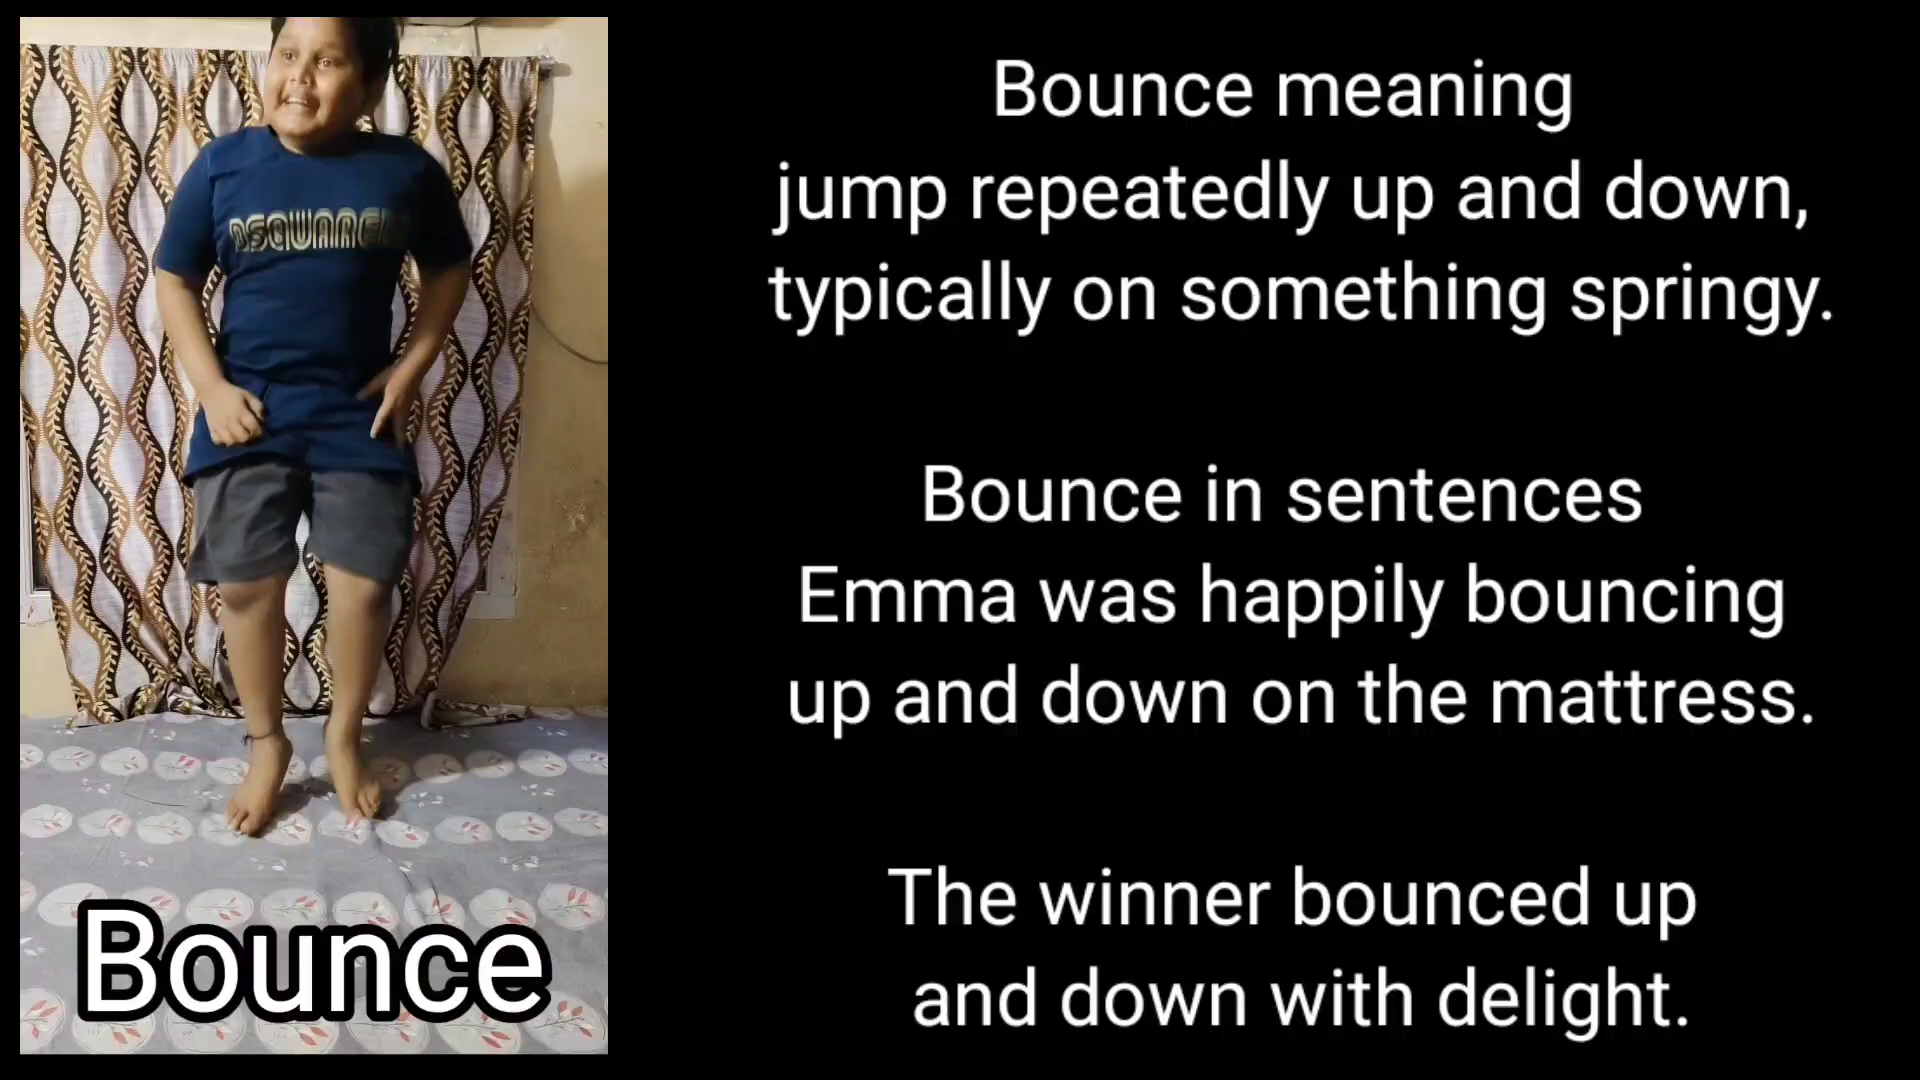 Bounce meaning
jump repeatedly up and down,
typically on something springy.
Bounce in sentences
Emma was happily bouncing
up and down on the mattress.
The winner bounced up
and down with delight.
Bounce